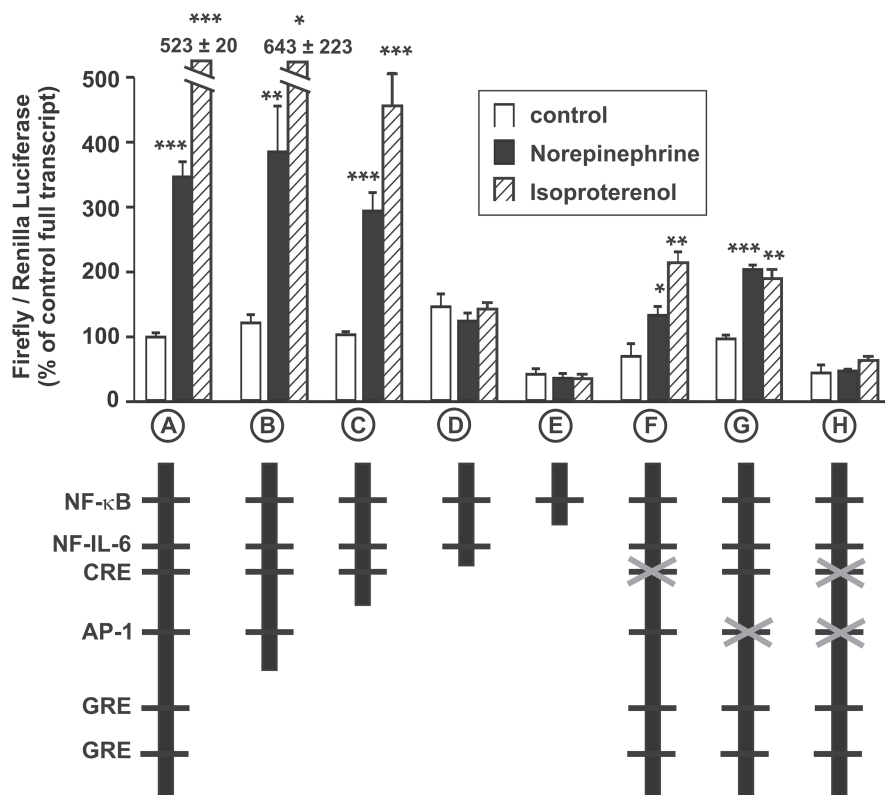 *** *
523 ± 20 643 ± 223 ***
Firefly / Renilla Luciferase
(% of control full transcript)
500
400
300
200
100
0
*** ** *** * ** *** **
control
Norepinephrine
Isoproterenol
A B C D E F G H
NF-κB
NF-IL-6
CRE
AP-1
GRE
GRE